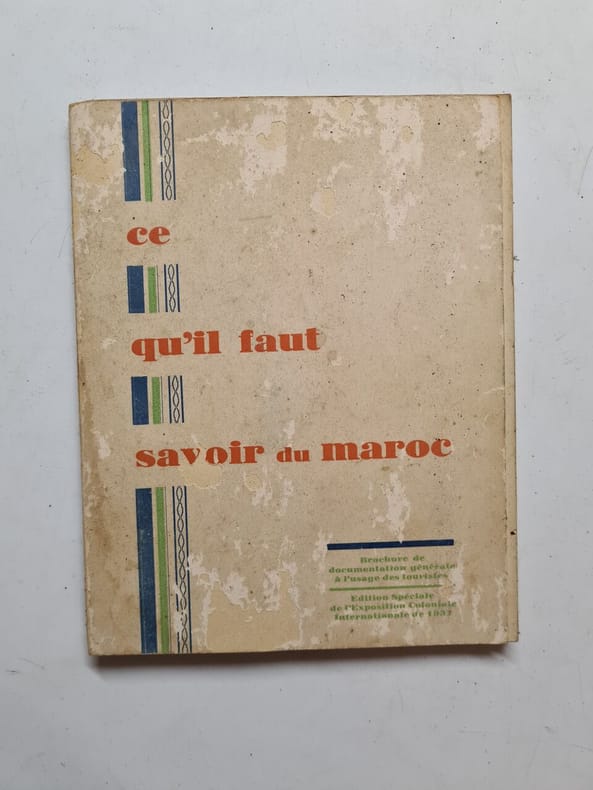 ce
qu'il faut
savoir du maroc
Brochure de
documentation générale
à l'usage des touristes
Edition Spéciale
de l'Exposition Coloniale
Internationale de